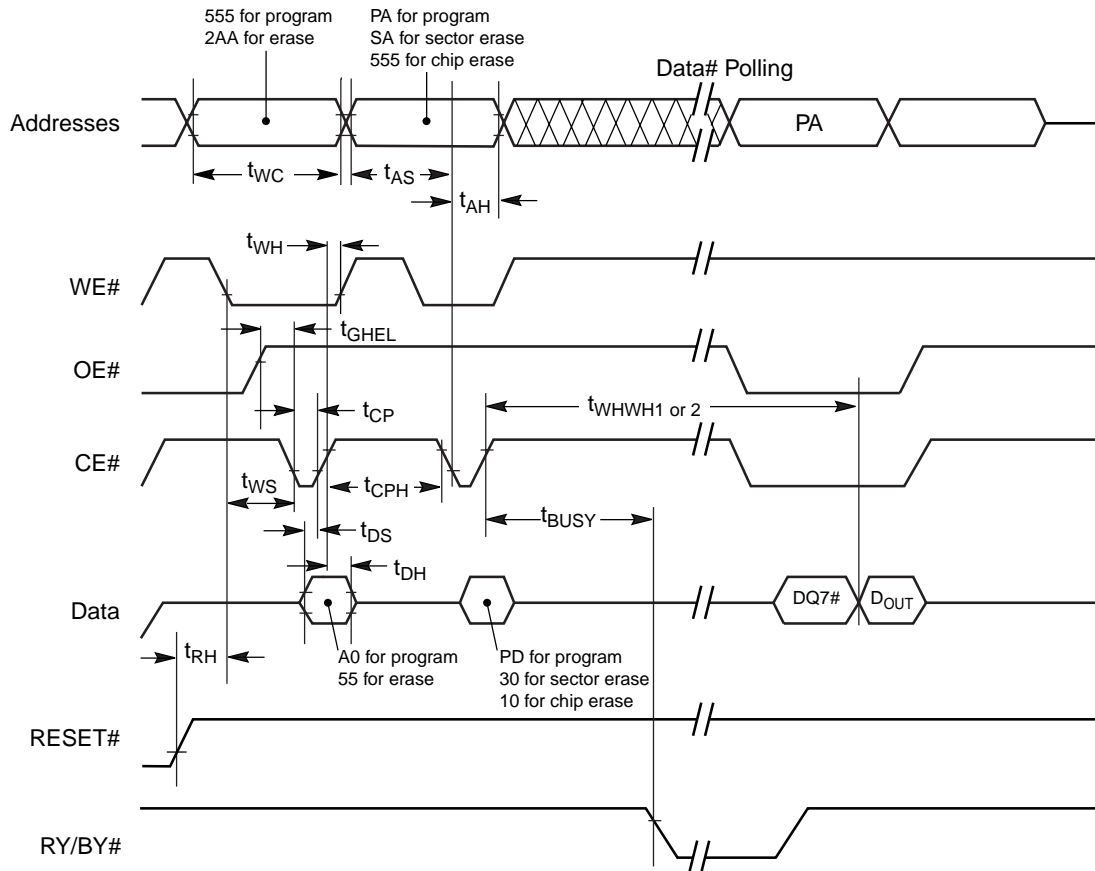 555 for program
2AA for erase
PA for program
SA for sector erase
555 for chip erase
Data# Polling
Addresses
PA
tWC
tAS
tAH
tWH
WE#
tGHEL
OE#
tWHWH1 or 2
tCP
CE#
tWS
tCPH
tBUSY
tDS
tDH
Data
DQ7#
DOUT
tRH
A0 for program
55 for erase
PD for program
30 for sector erase
10 for chip erase
RESET#
RY/BY#